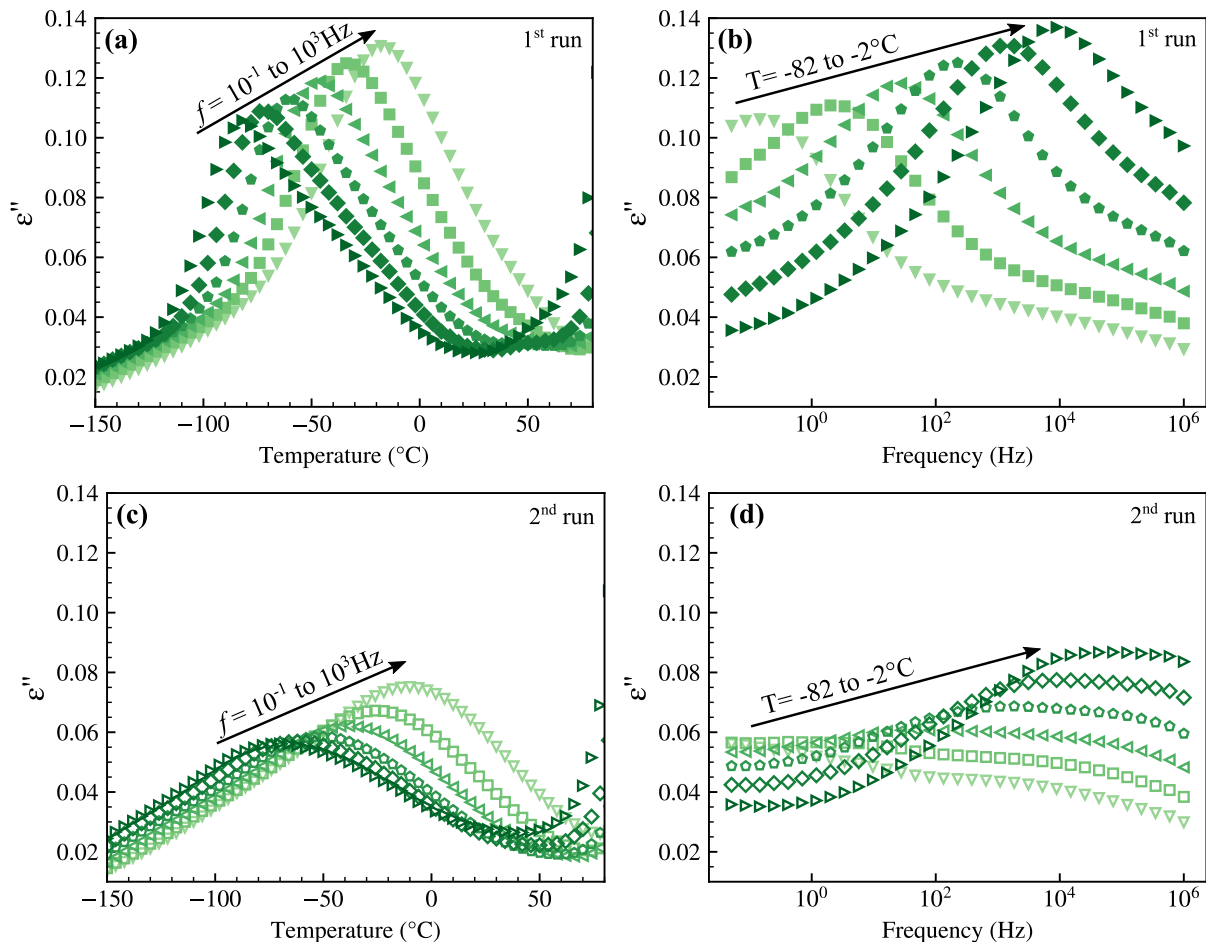 (a)
1st run
f = 10-1 to 103Hz
ε''
0.14
0.12
0.10
0.08
0.06
0.04
0.02
−150
−100
−50
0
50
Temperature (°C)
(b)
1st run
T= -82 to -2°C
ε''
0.14
0.12
0.10
0.08
0.06
0.04
0.02
100
102
104
106
Frequency (Hz)
(c)
2nd run
f = 10-1 to 103Hz
ε''
0.14
0.12
0.10
0.08
0.06
0.04
0.02
−150
−100
−50
0
50
Temperature (°C)
(d)
2nd run
T= -82 to -2°C
ε''
0.14
0.12
0.10
0.08
0.06
0.04
0.02
100
102
104
106
Frequency (Hz)